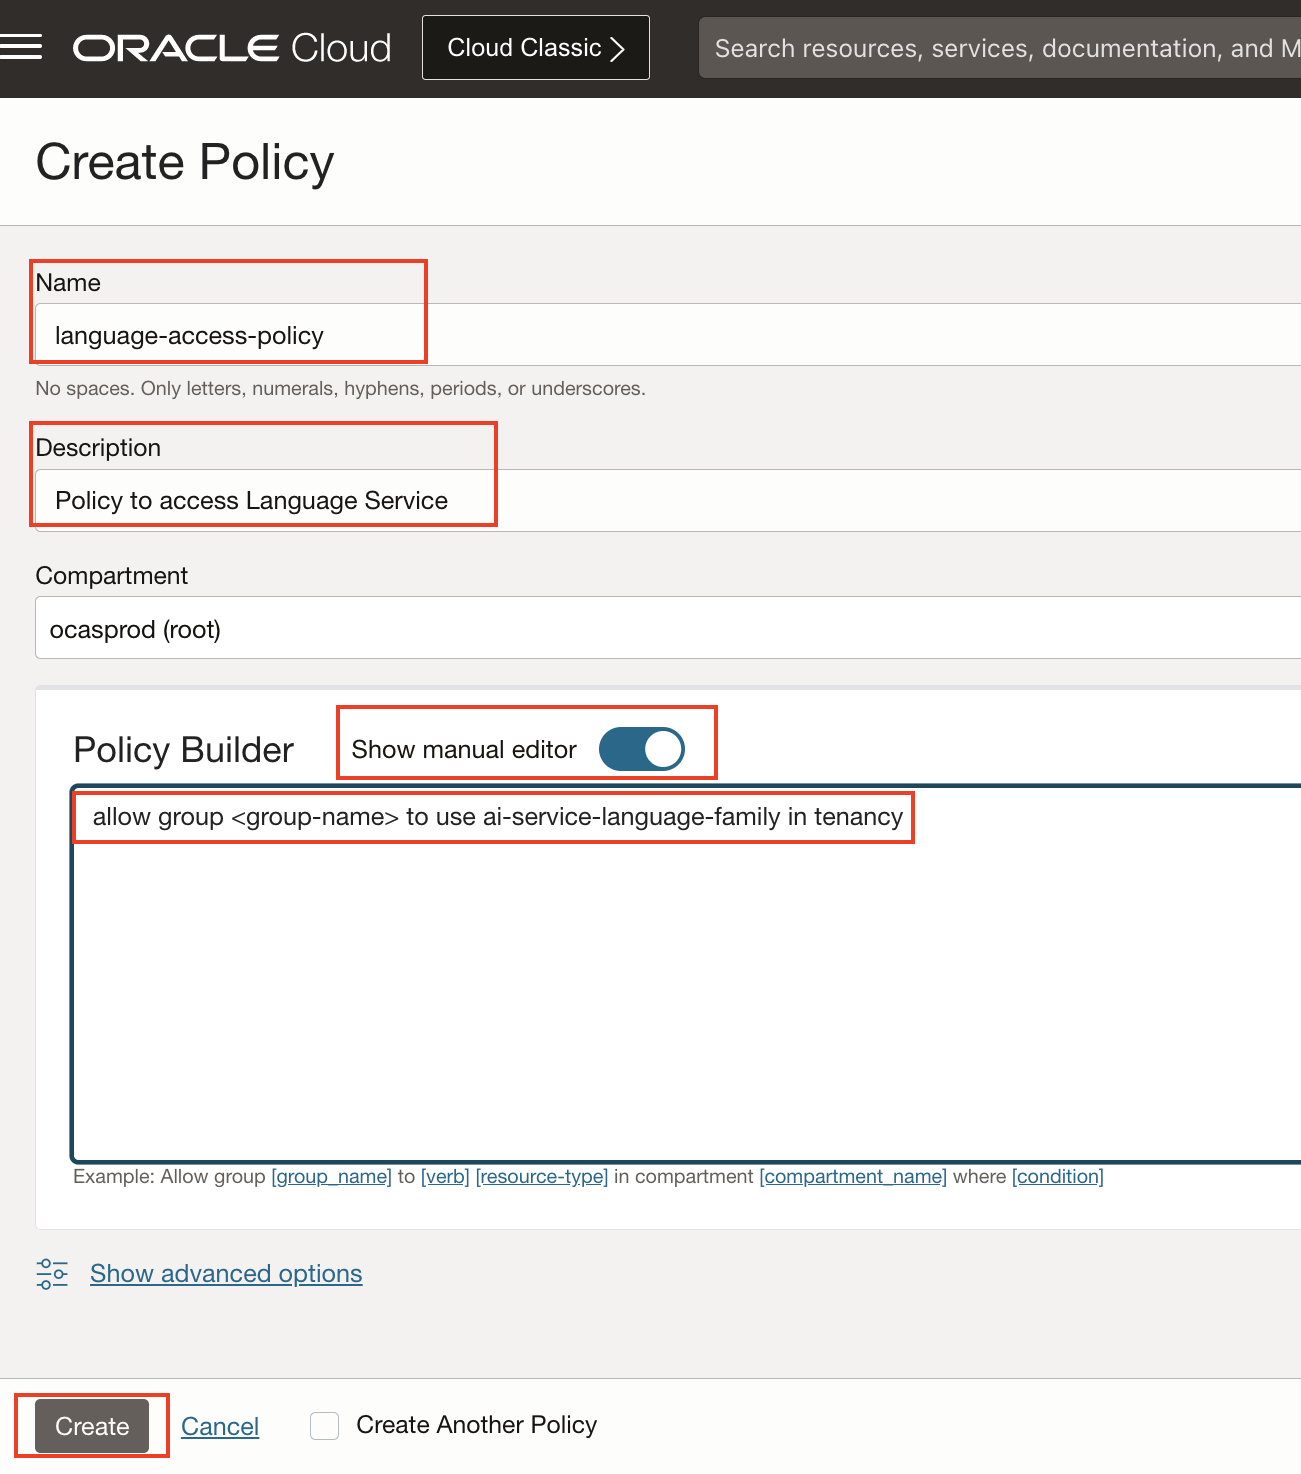 ORACLE Cloud
Cloud Classic
Search resources, services, documentation, and M
Create Policy
Name
language-access-policy
No spaces. Only letters, numerals, hyphens, periods, or underscores.
Description
Policy to access Language Service
Compartment
ocasprod (root)
Policy Builder
Show manual editor
allow group <group-name> to use ai-service-language-family in tenancy
Example: Allow group [group_name] to [verb] [resource-type] in compartment [compartment_name] where [condition]
Show advanced options
Create
Cancel
Create Another Policy